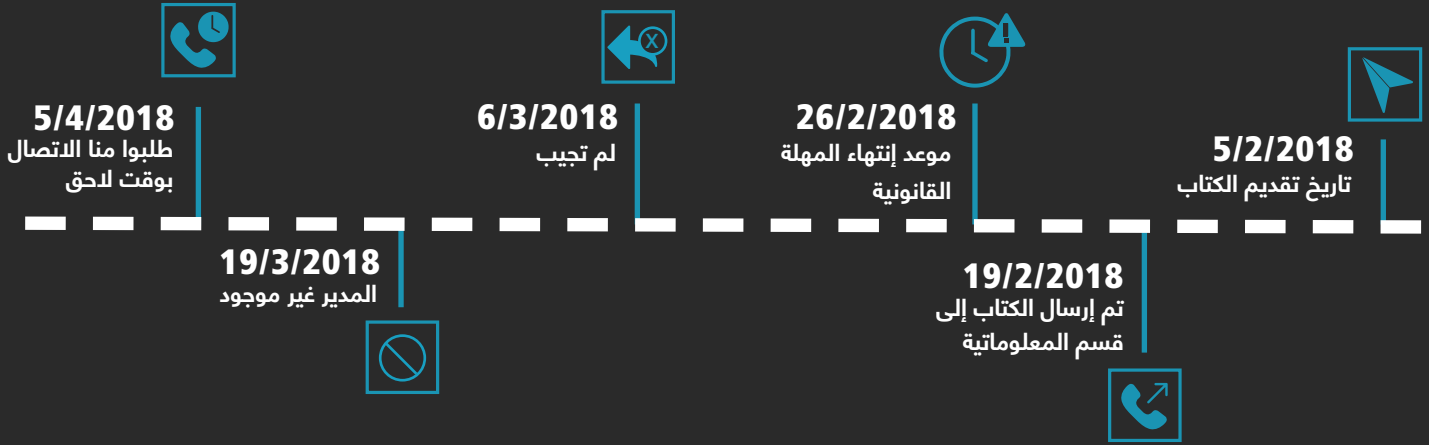 5/2/2018
تاريخ تقديم الكتاب
19/2/2018
تم إرسال الكتاب إلى
قسم المعلوماتية
26/2/2018
موعد إنتهاء المهلة
القانونية
6/3/2018
لم تجيب
19/3/2018
المدير غير موجود
5/4/2018
طلبوا منا الاتصال
بوقت لاحق
X